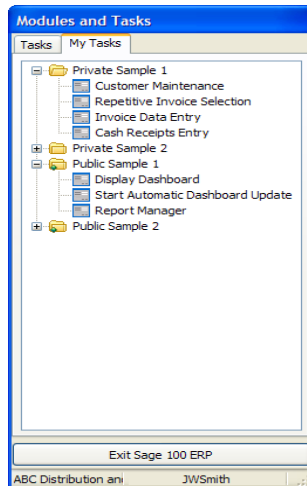 Modules and Tasks
Tasks My Tasks
Private Sample 1
Customer Maintenance
Repetitive Invoice Selection
Invoice Data Entry
Cash Receipts Entry
Private Sample 2
Public Sample 1
Display Dashboard
Start Automatic Dashboard Update
Report Manager
Public Sample 2
Exit Sage 100 ERP
ABC Distribution an JWSmith